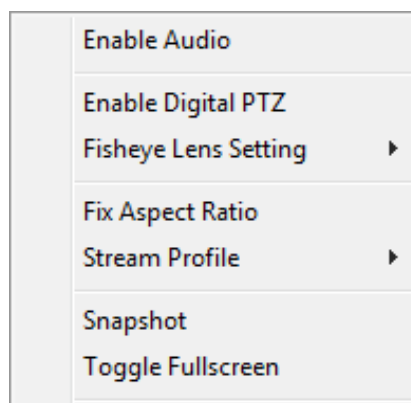 Enable Audio
Enable Digital PTZ
Fisheye Lens Setting
Fix Aspect Ratio
Stream Profile
Snapshot
Toggle Fullscreen